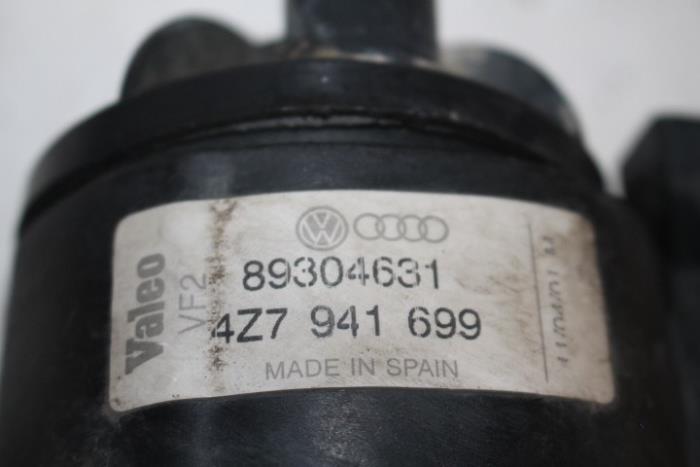 Valeo
VF2
89304631
4Z7 941 699
MADE IN SPAIN